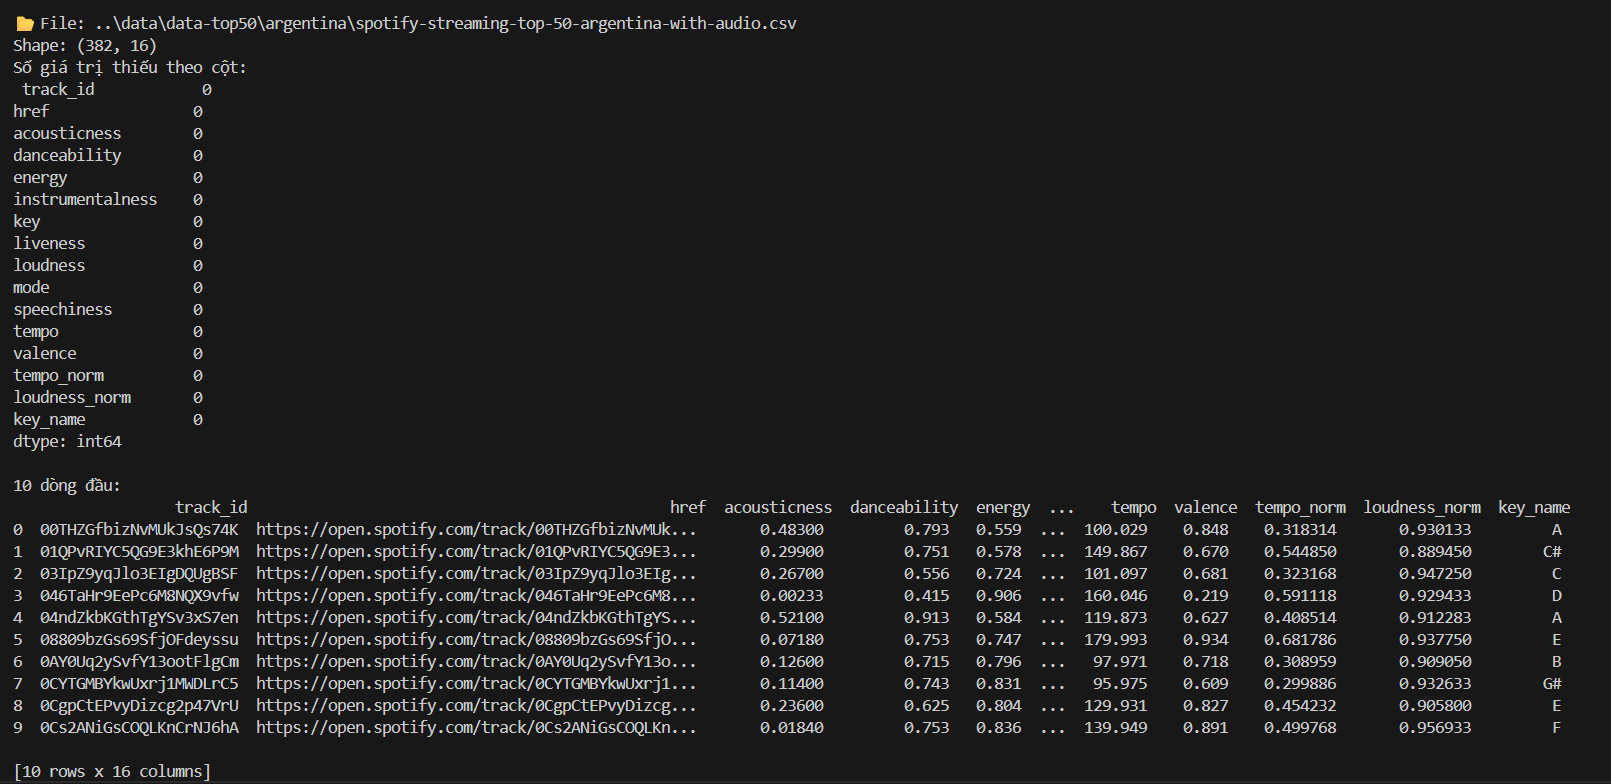 📂 File: ..\data\data-top50\argentina\spotify-streaming-top-50-argentina-with-audio.csv
Shape: (382, 16)
Số giá trị thiếu theo cột:
track_id 0
href 0
acousticness 0
danceability 0
energy 0
instrumentalness 0
key 0
liveness 0
loudness 0
mode 0
speechiness 0
tempo 0
valence 0
tempo_norm 0
loudness_norm 0
key_name 0
dtype: int64
10 dòng đầu:
track_id href acousticness danceability energy ... tempo valence tempo_norm loudness_norm key_name
0 00THZGfbizNvMUkJsQs74K https://open.spotify.com/track/00THZGfbizNvMUk... 0.48300 0.793 0.559 ... 100.029 0.848 0.318314 0.930133 A
1 01QPvRIYC5QG9E3khE6P9M https://open.spotify.com/track/01QPvRIYC5QG9E3... 0.29900 0.751 0.578 ... 149.867 0.670 0.544850 0.889450 C#
2 03IpZ9yqJlo3EIgDQUgBSF https://open.spotify.com/track/03IpZ9yqJlo3EIg... 0.26700 0.556 0.724 ... 101.097 0.681 0.323168 0.947250 C
3 046TaHr9EePc6M8NQX9vfw https://open.spotify.com/track/046TaHr9EePc6M8... 0.00233 0.415 0.906 ... 160.046 0.219 0.591118 0.929433 D
4 04ndZkbKGthTgYSv3xS7en https://open.spotify.com/track/04ndZkbKGthTgYS... 0.52100 0.913 0.584 ... 119.873 0.627 0.408514 0.912283 A
5 08809bzGs69SfjOFdeyssu https://open.spotify.com/track/08809bzGs69SfjO... 0.07180 0.753 0.747 ... 179.993 0.934 0.681786 0.937750 E
6 0AY0Uq2ySvfY13ootFlgCm https://open.spotify.com/track/0AY0Uq2ySvfY13o... 0.12600 0.715 0.796 ... 97.971 0.718 0.308959 0.909050 B
7 0CYTGMBYkwUxrj1MWDLrC5 https://open.spotify.com/track/0CYTGMBYkwUxrj1... 0.11400 0.743 0.831 ... 95.975 0.609 0.299886 0.932633 G#
8 0CgpCtEPvyDizcg2p47VrU https://open.spotify.com/track/0CgpCtEPvyDizcg... 0.23600 0.625 0.804 ... 129.931 0.827 0.454232 0.905800 E
9 0Cs2ANiGsCOQLKnCrNJ6hA https://open.spotify.com/track/0Cs2ANiGsCOQLKn... 0.01840 0.753 0.836 ... 139.949 0.891 0.499768 0.956933 F
[10 rows x 16 columns]